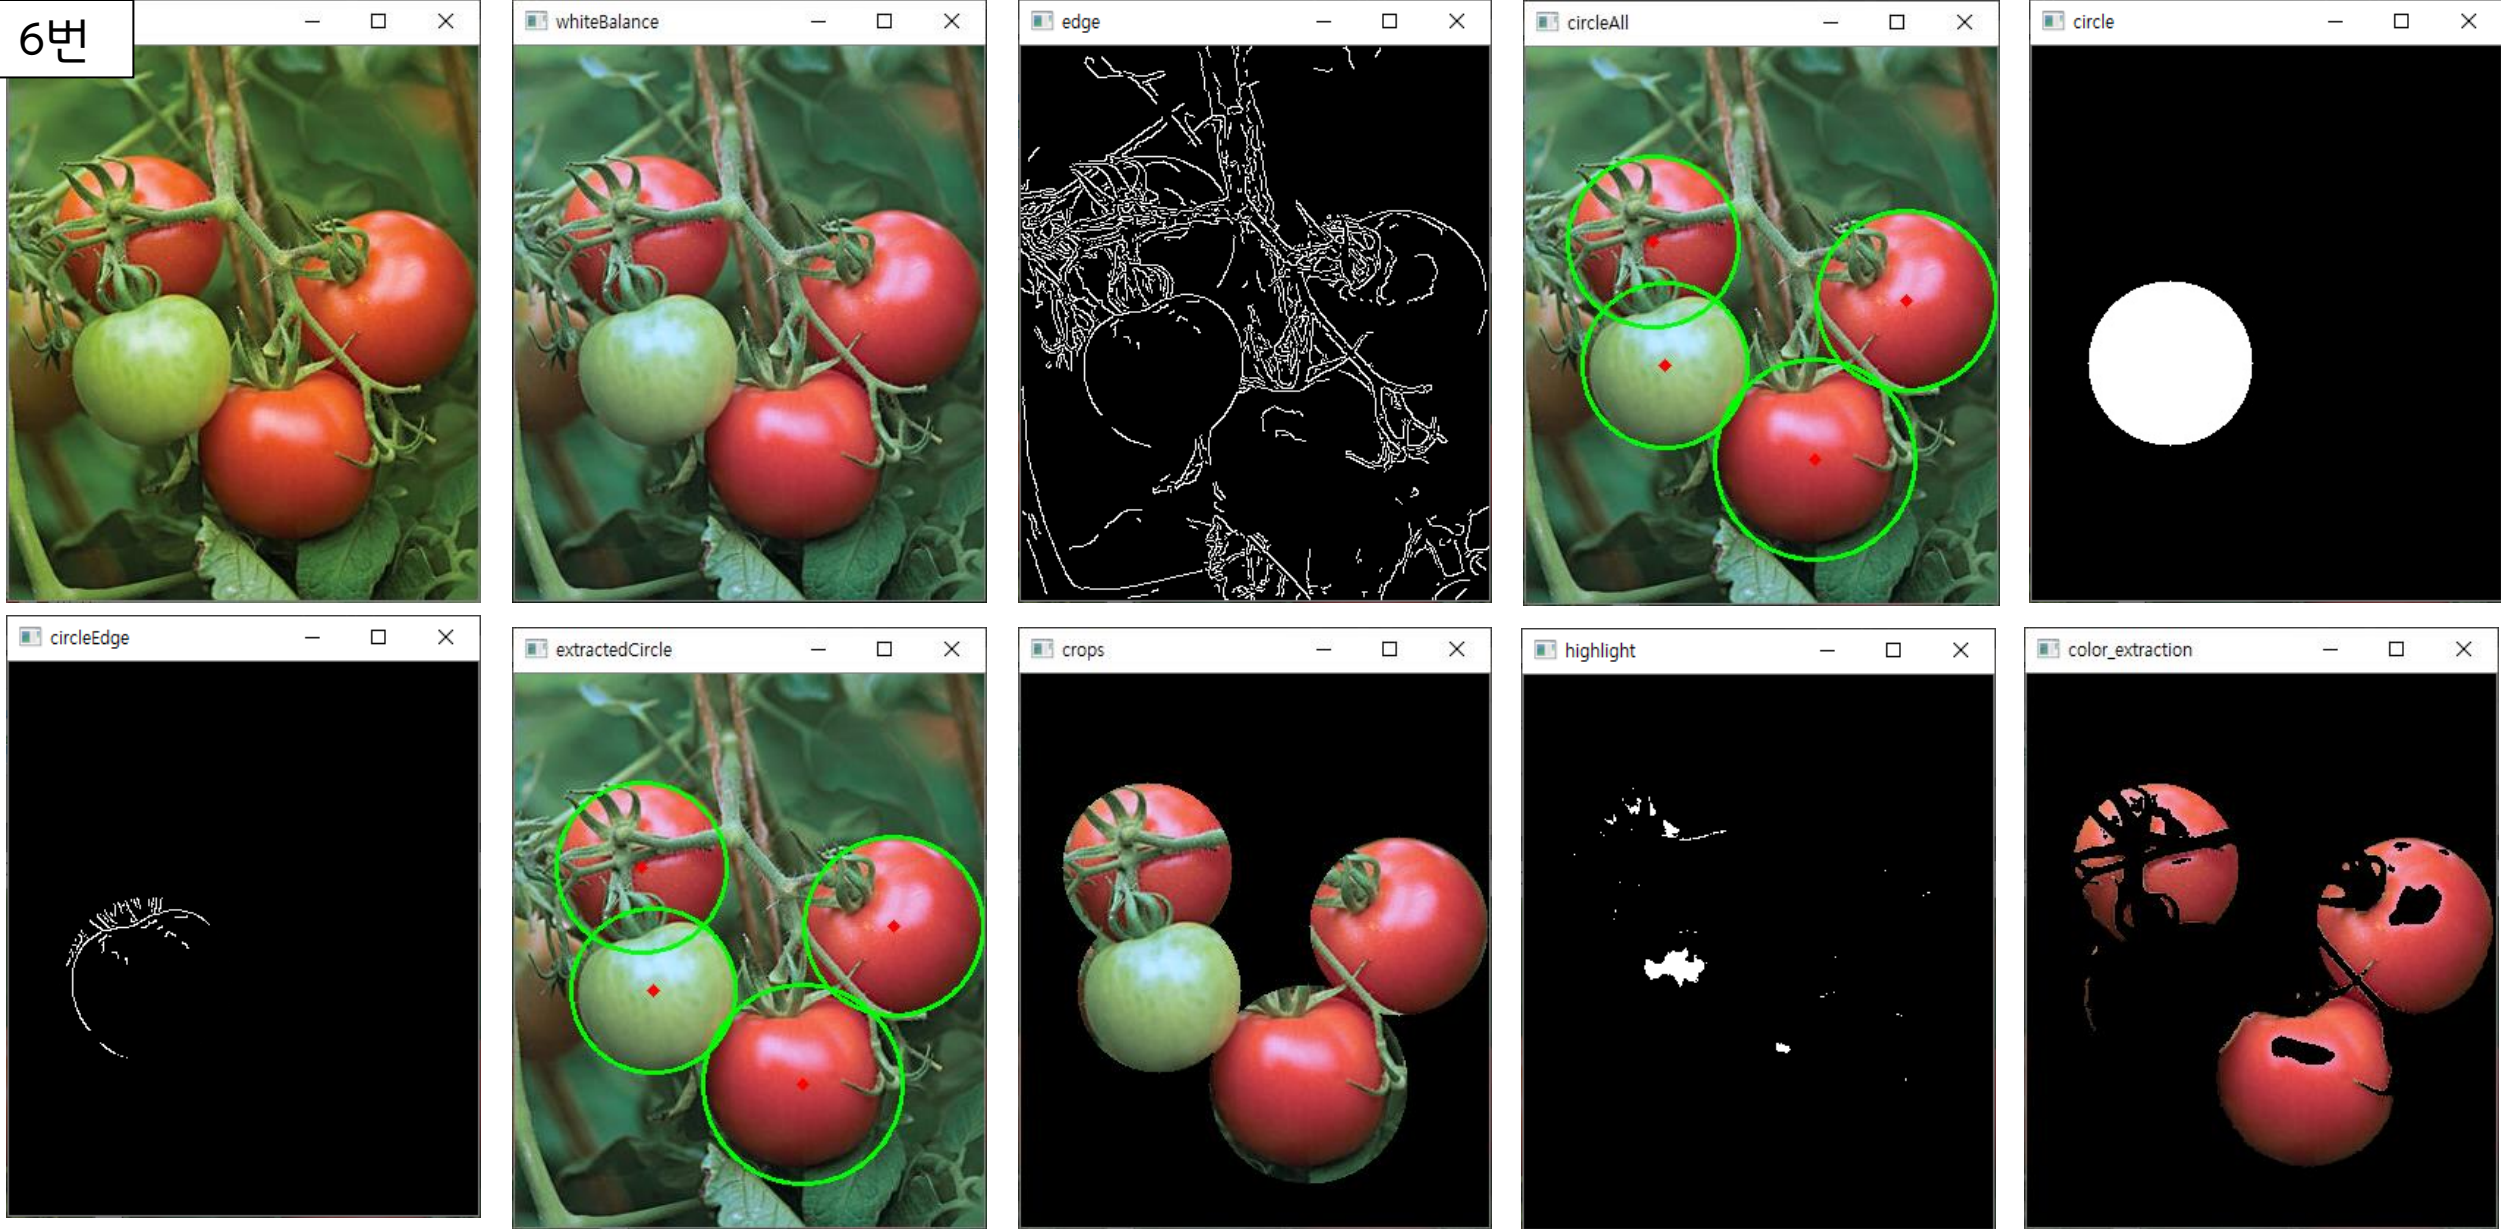 6번
whiteBalance
edge
circleAll
circle
circleEdge
extractedCircle
crops
highlight
color_extraction